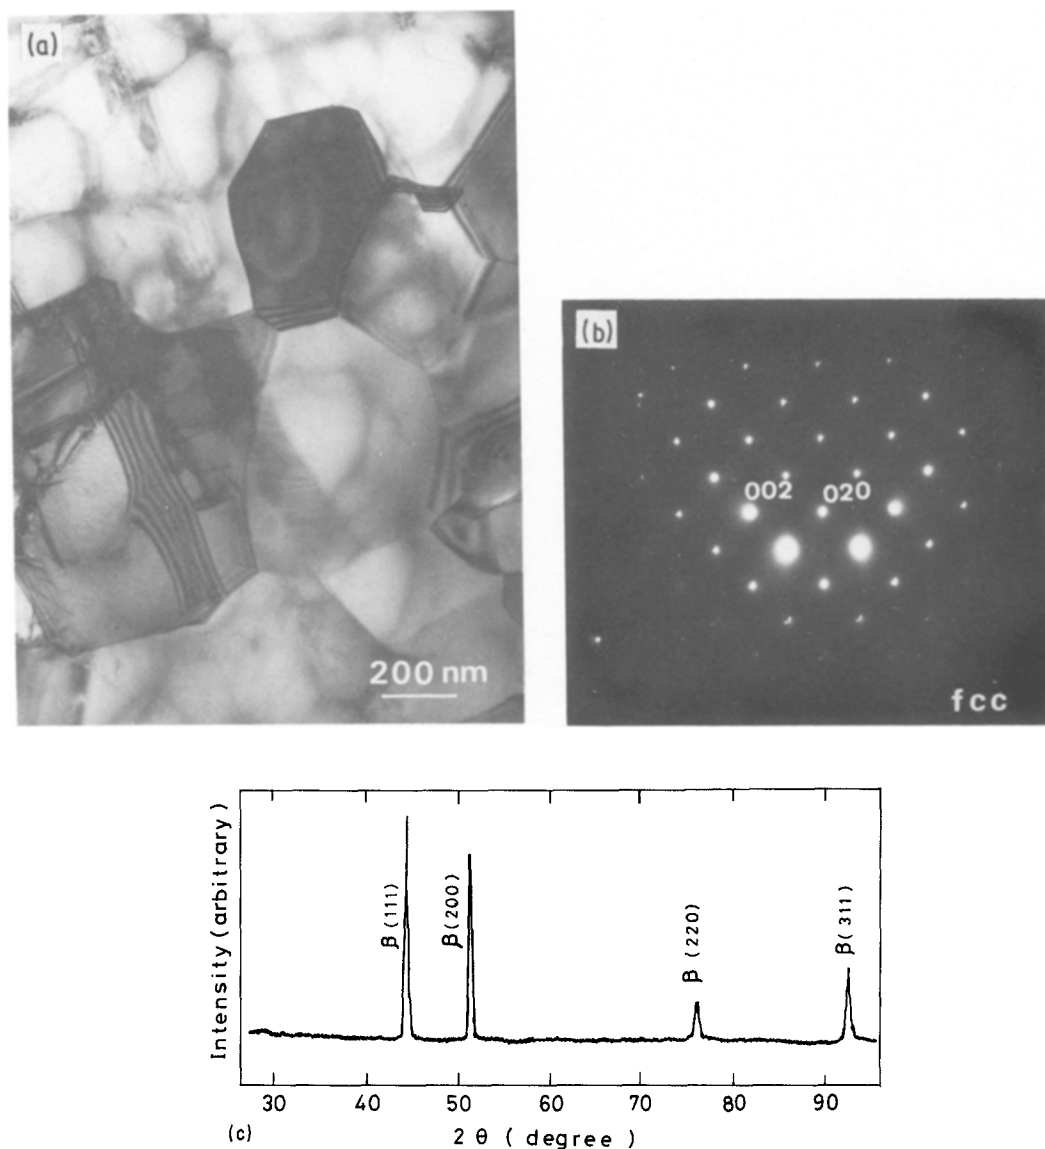 (a)
200 nm
(b)
002 020
fcc
Intensity (arbitrary)
β (111)
β(200)
β (220)
β(311)
30 40 50 60 70 80 90
(c)
2 θ ( degree )